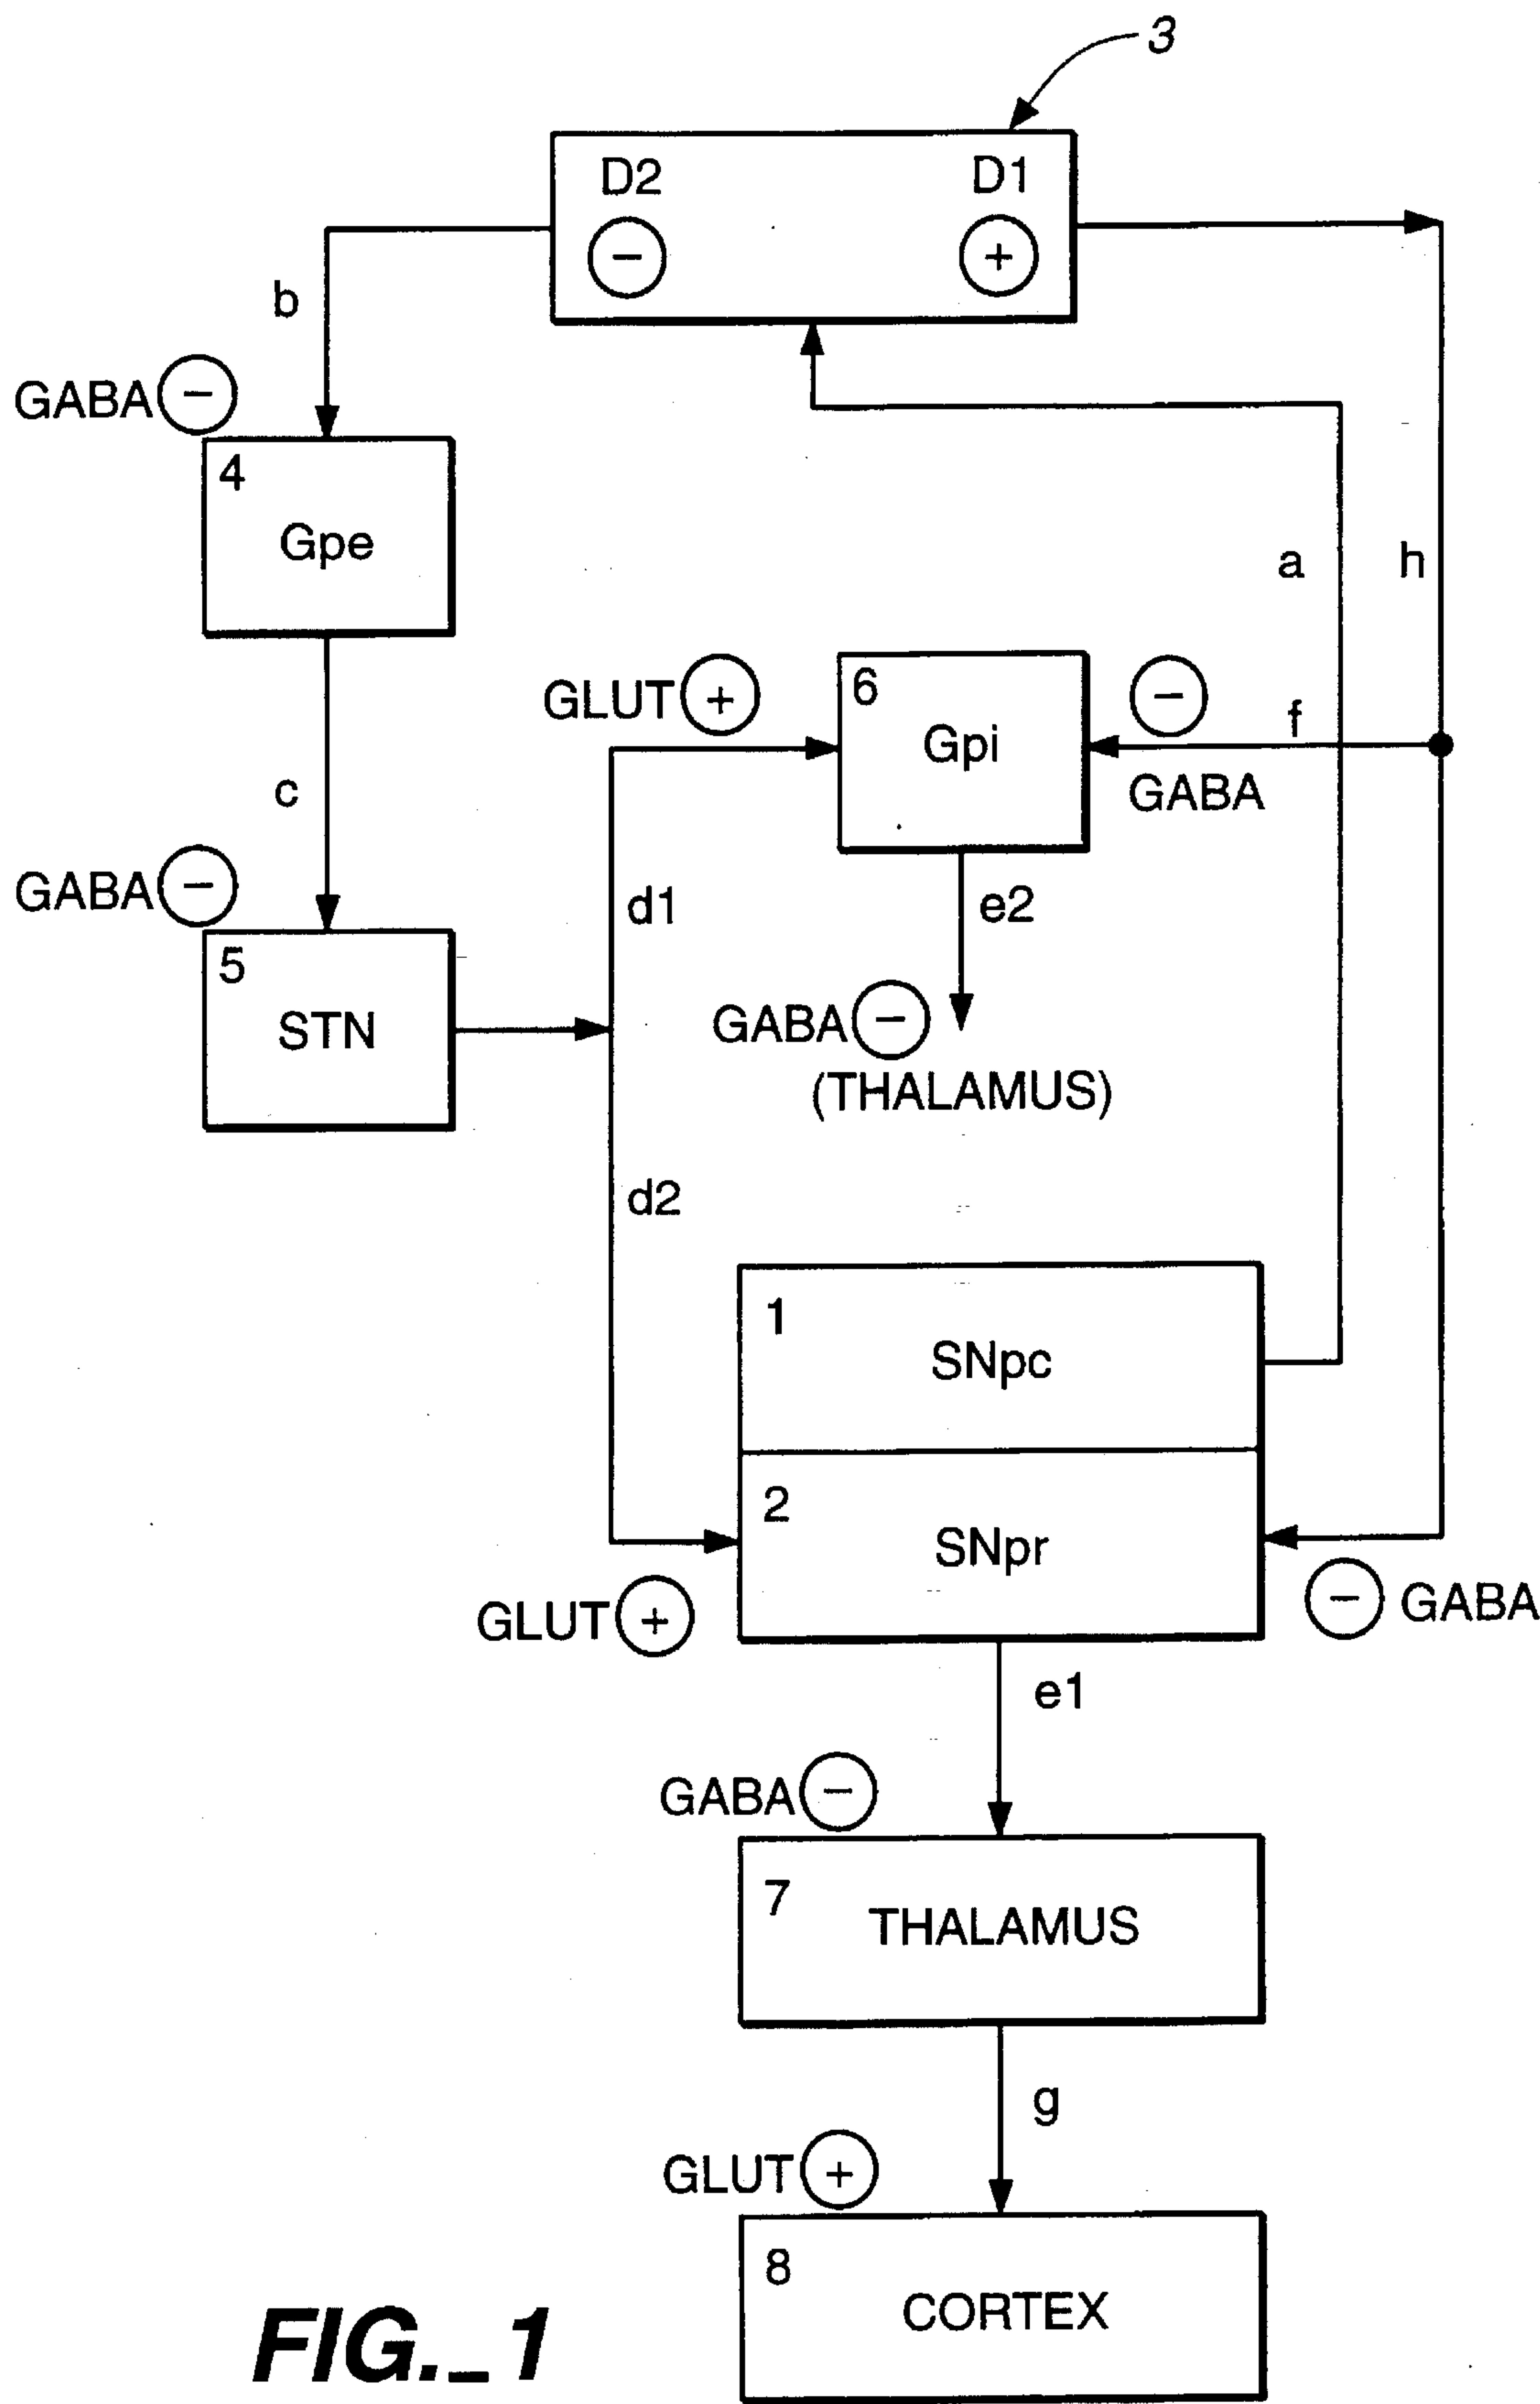 3
D2
D1
−
+
b
GABA −
4
Gpe
a
h
GLUT +
6
Gpi
−
f
GABA
c
GABA −
d1
e2
5
STN
GABA −
(THALAMUS)
d2
1
SNpc
2
SNpr
GLUT +
− GABA
e1
GABA −
7
THALAMUS
g
GLUT +
8
CORTEX
FIG._1